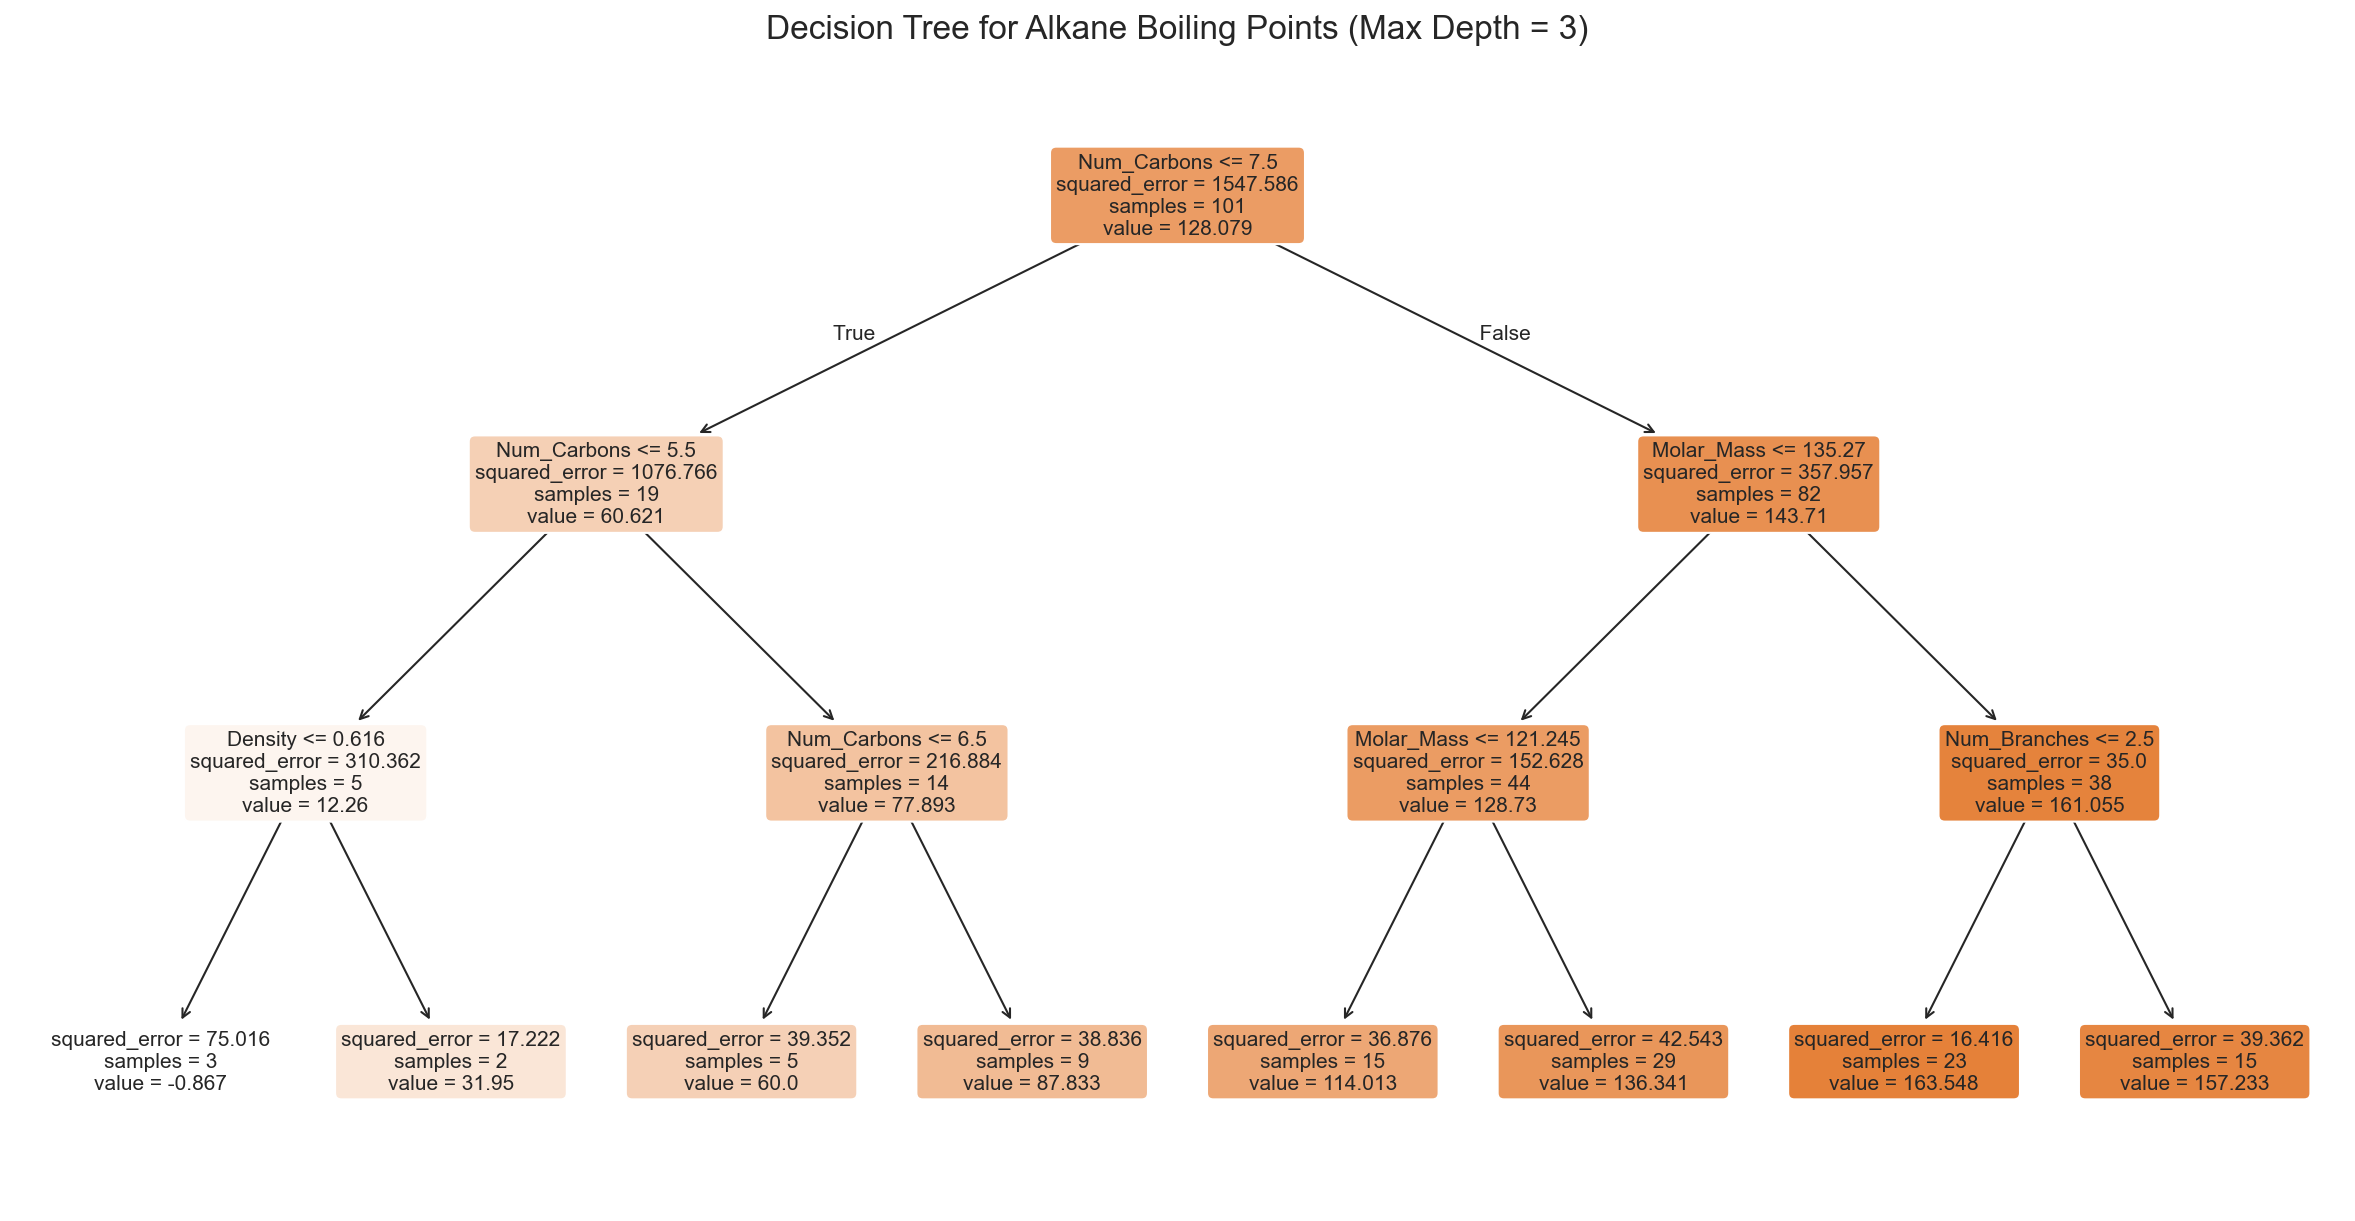 Decision Tree for Alkane Boiling Points (Max Depth = 3)
Num_Carbons <= 7.5
squared_error = 1547.586
samples = 101
value = 128.079
True
False
Num_Carbons <= 5.5
squared_error = 1076.766
samples = 19
value = 60.621
Molar_Mass <= 135.27
squared_error = 357.957
samples = 82
value = 143.71
Density <= 0.616
squared_error = 310.362
samples = 5
value = 12.26
Num_Carbons <= 6.5
squared_error = 216.884
samples = 14
value = 77.893
Molar_Mass <= 121.245
squared_error = 152.628
samples = 44
value = 128.73
Num_Branches <= 2.5
squared_error = 35.0
samples = 38
value = 161.055
squared_error = 75.016
samples = 3
value = -0.867
squared_error = 17.222
samples = 2
value = 31.95
squared_error = 39.352
samples = 5
value = 60.0
squared_error = 38.836
samples = 9
value = 87.833
squared_error = 36.876
samples = 15
value = 114.013
squared_error = 42.543
samples = 29
value = 136.341
squared_error = 16.416
samples = 23
value = 163.548
squared_error = 39.362
samples = 15
value = 157.233